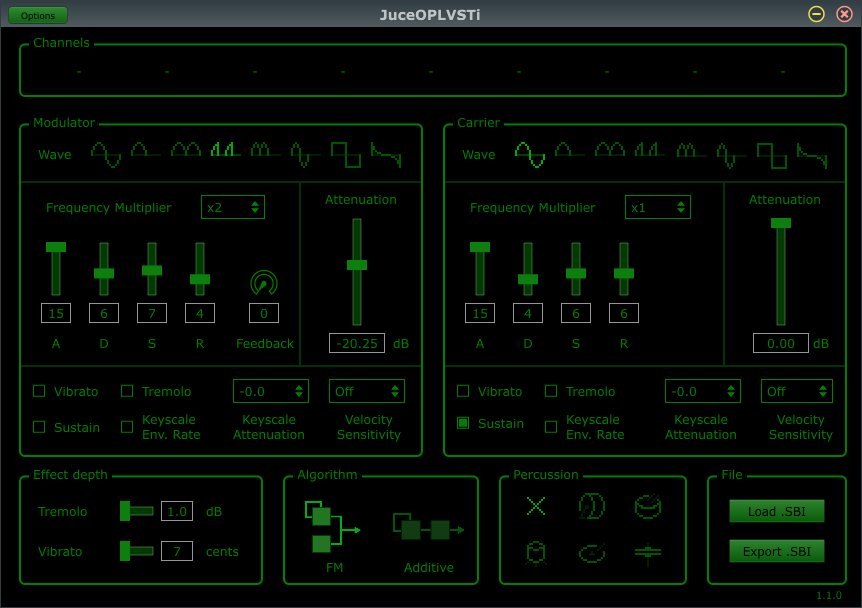 Options
JuceOPLVSTi
Channels
- - - - - - - - -
Modulator
Wave
Frequency Multiplier x2
Attenuation
15 6 7 4 0
A D S R Feedback
-20.25 dB
Vibrato Tremolo -0.0 Off
Sustain Keyscale
Env. Rate
Keyscale
Attenuation
Velocity
Sensitivity
Carrier
Wave
Frequency Multiplier x1
Attenuation
15 4 6 6
A D S R
0.00 dB
Vibrato Tremolo -0.0 Off
Sustain Keyscale
Env. Rate
Keyscale
Attenuation
Velocity
Sensitivity
Effect depth
Tremolo 1.0 dB
Vibrato 7 cents
Algorithm
FM Additive
Percussion
File
Load .SBI
Export .SBI
1.1.0